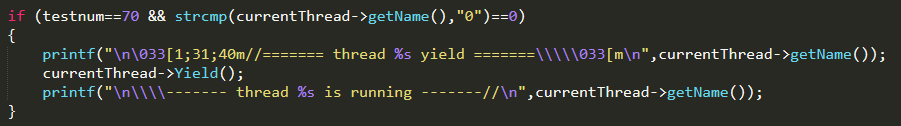 if (testnum==70 && strcmp(currentThread->getName(),"0")==0)
{
    printf("\n\033[1;31;40m//======= thread %s yield =======\\\\\033[m\n",currentThread->getName());
    currentThread->Yield();
    printf("\n\\\\------- thread %s is running -------//\n",currentThread->getName());
}